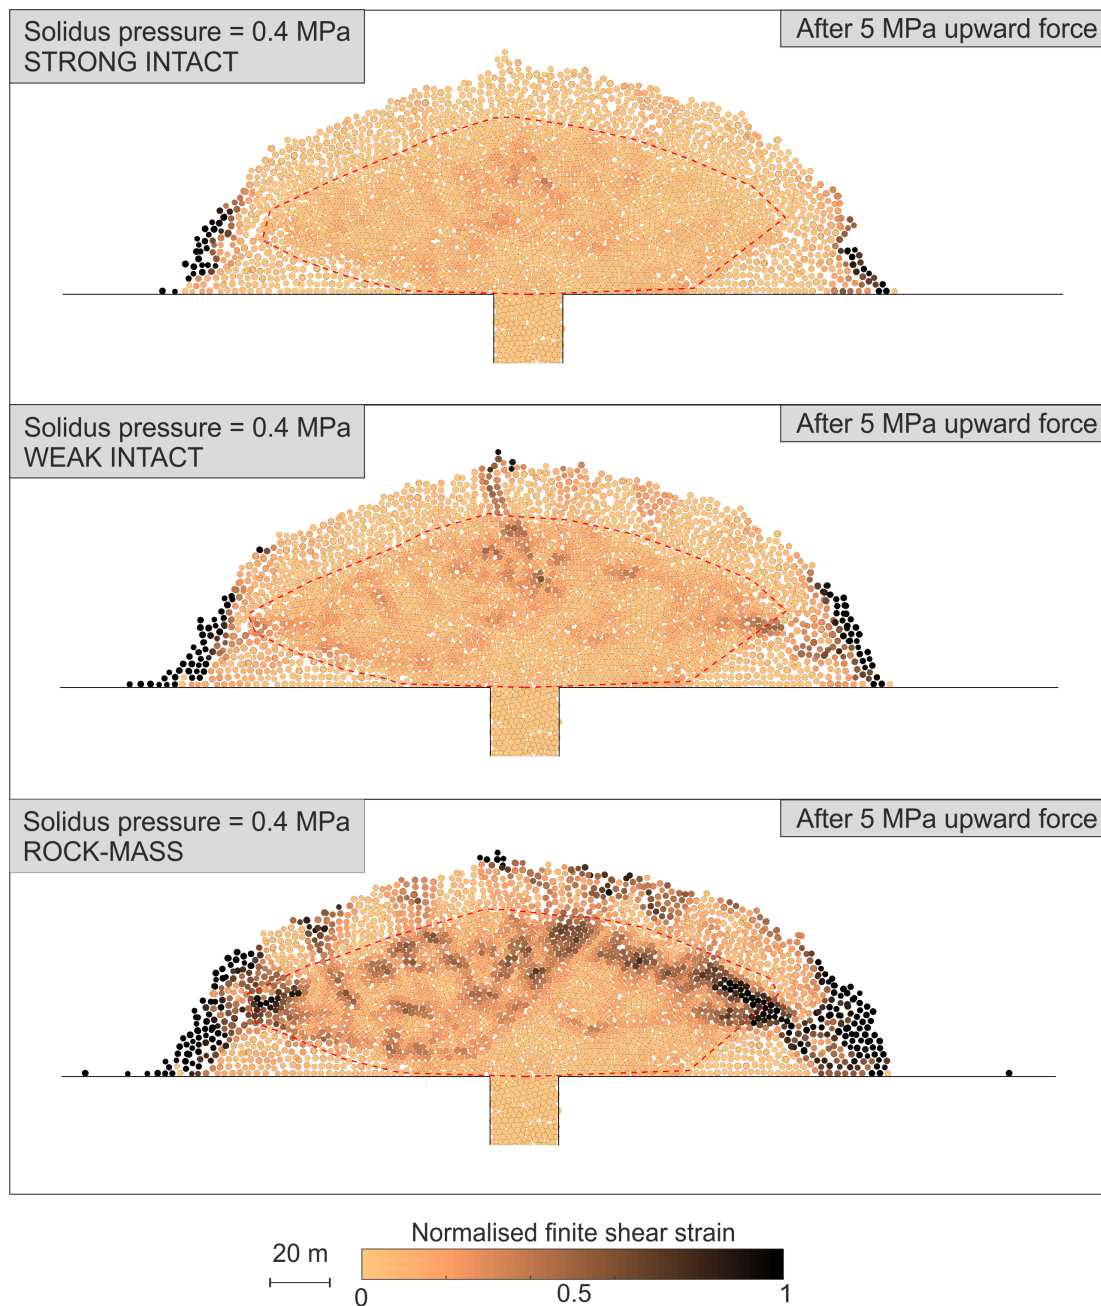 Solidus pressure = 0.4 MPa
STRONG INTACT
After 5 MPa upward force
Solidus pressure = 0.4 MPa
WEAK INTACT
After 5 MPa upward force
Solidus pressure = 0.4 MPa
ROCK-MASS
After 5 MPa upward force
Normalised finite shear strain
20 m
0
0.5
1